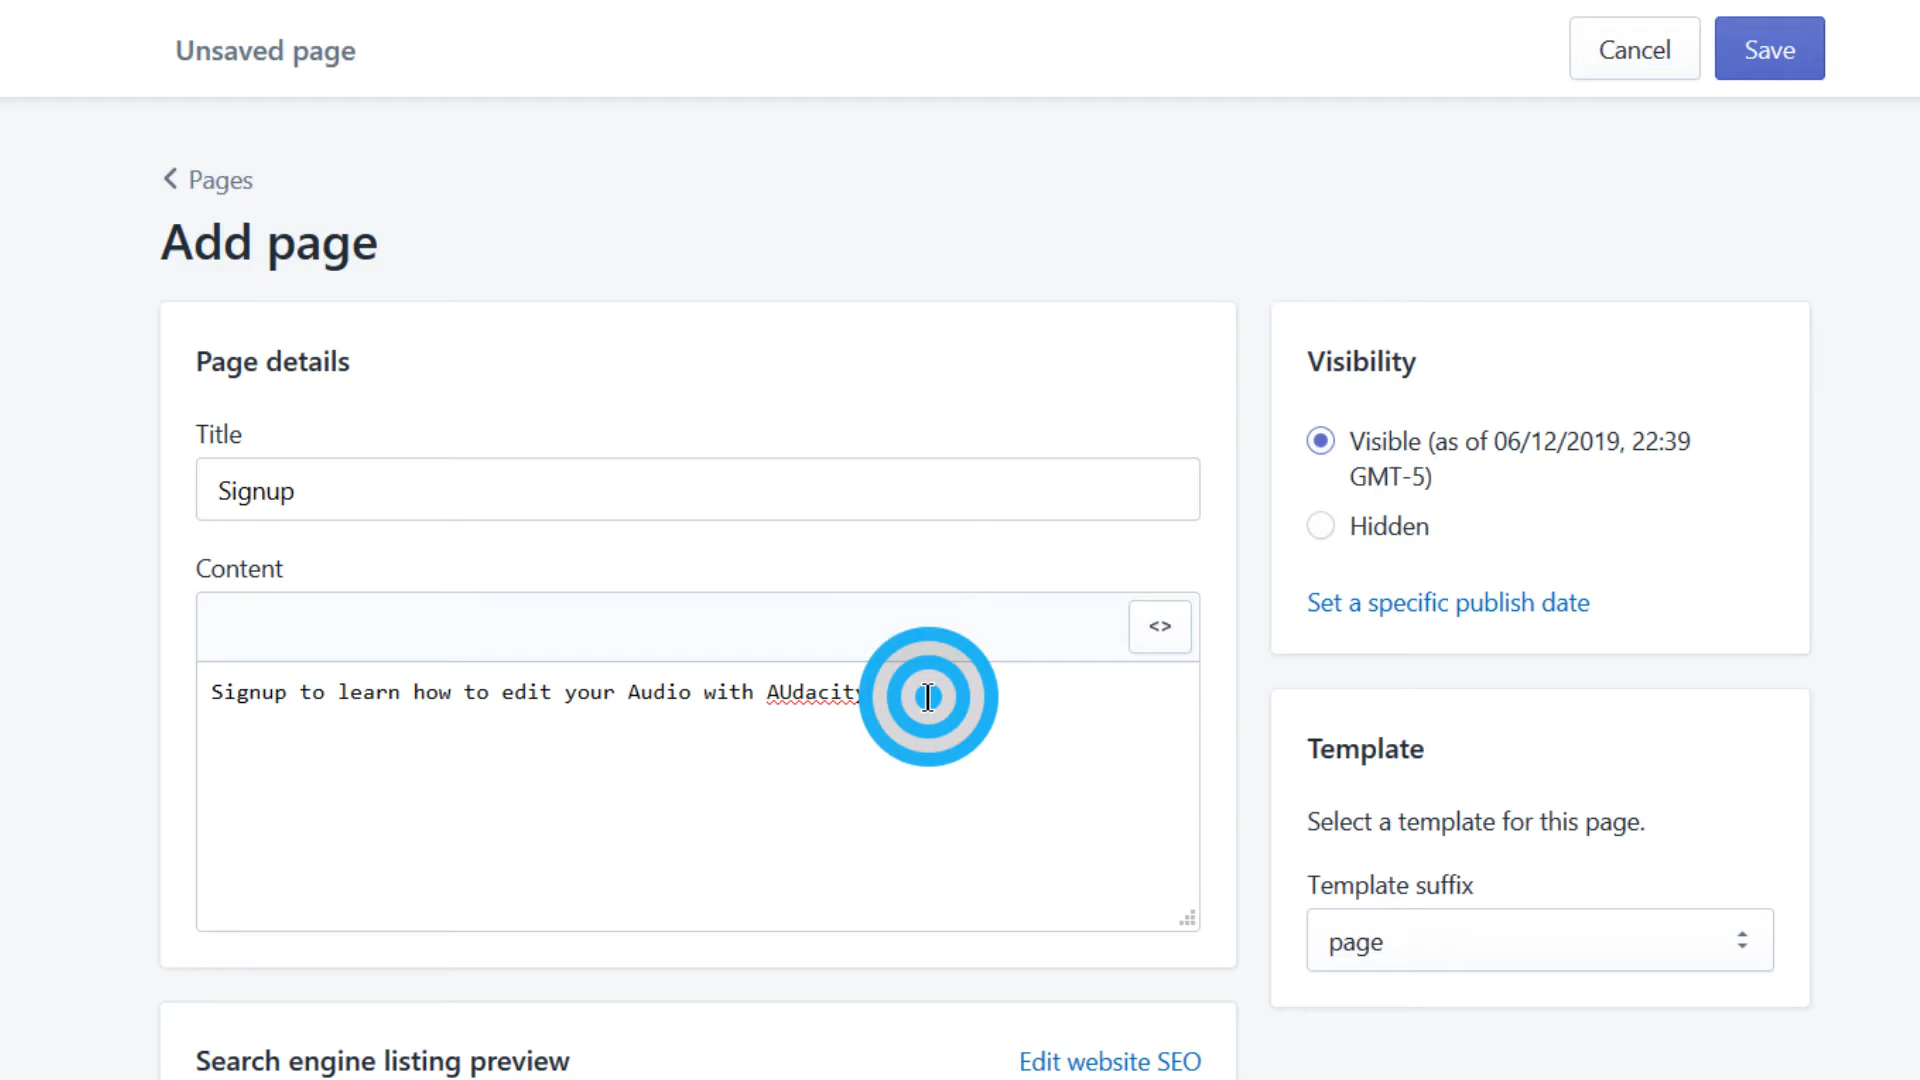 Unsaved page
Cancel
Save
Pages
Add page
Page details
Title
Signup
Content
<>
Signup to learn how to edit your Audio with AUdacity
Visibility
Visible (as of 06/12/2019, 22:39
GMT-5)
Hidden
Set a specific publish date
Template
Select a template for this page.
Template suffix
page
Search engine listing preview
Edit website SEO